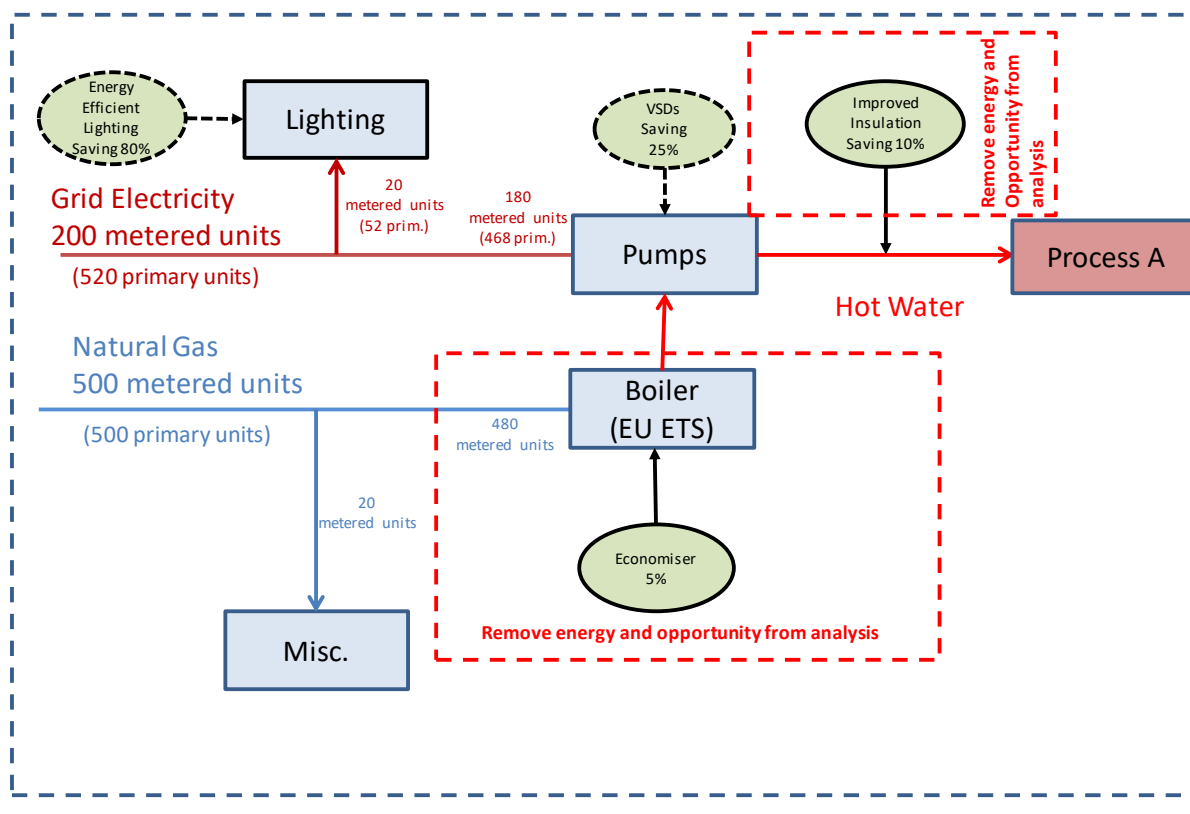 Energy
Efficient
Lighting
Saving 80%
Lighting
VSDs
Saving
25%
Improved
Insulation
Saving 10%
Remove energy and
Opportunity from
analysis
Grid Electricity
200 metered units
(520 primary units)
20
metered units
(52 prim.)
180
metered units
(468 prim.)
Pumps
Process A
Hot Water
Natural Gas
500 metered units
(500 primary units)
480
metered units
Boiler
(EU ETS)
20
metered units
Economiser
5%
Misc.
Remove energy and opportunity from analysis